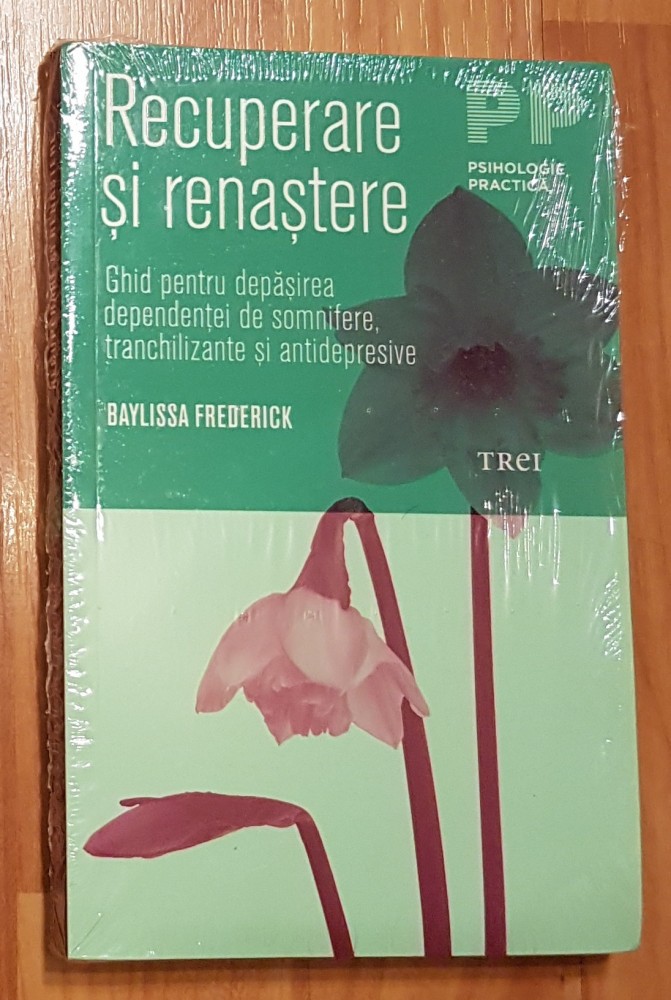 Recuperare
și renaștere
PP
PSIHOLOGIE
PRACTICĂ
Ghid pentru depășirea
dependenței de somnifere,
tranchilizante și antidepresive
BAYLISSA FREDERICK
TREI